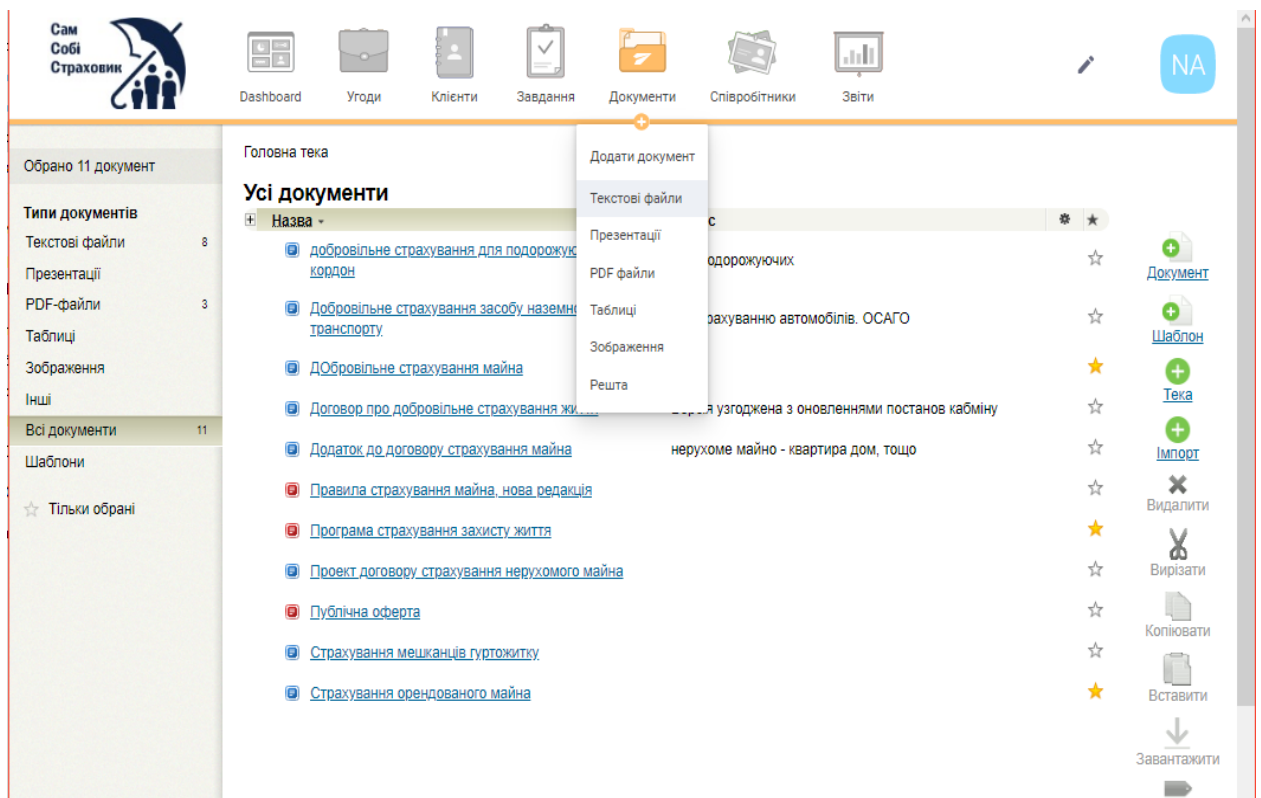 Сам
Собі
Страховик
Dashboard
Угоди
Клієнти
Завдання
Документи
Співробітники
Звіти
NA
Обрано 11 документ
Типи документів
Текстові файли 8
Презентації
PDF-файли 3
Таблиці
Зображення
Інші
Всі документи 11
Шаблони
Тільки обрані
Головна тека
Усі документи
Назва
добровільне страхування для
кордон
Добровільне страхування засобу
транспорту
рахуванню автомобілів. ОСАГО
ДОбровільне страхування майна
Договор про добровільне страхування
узгоджена з оновленнями постанов кабміну
Додаток до договору страхування майна
нерухоме майно - квартира дом, тощо
Правила страхування майна, нова редакція
Програма страхування захисту життя
Проект договору страхування нерухомого майна
Публічна оферта
Страхування мешканців гуртожитку
Страхування орендованого майна
Додати документ
Текстові файли
Презентації
PDF файли
Таблиці
Зображення
Решта
Документ
Шаблон
Тека
Імпорт
Видалити
Вирізати
Копіювати
Вставити
Завантажити